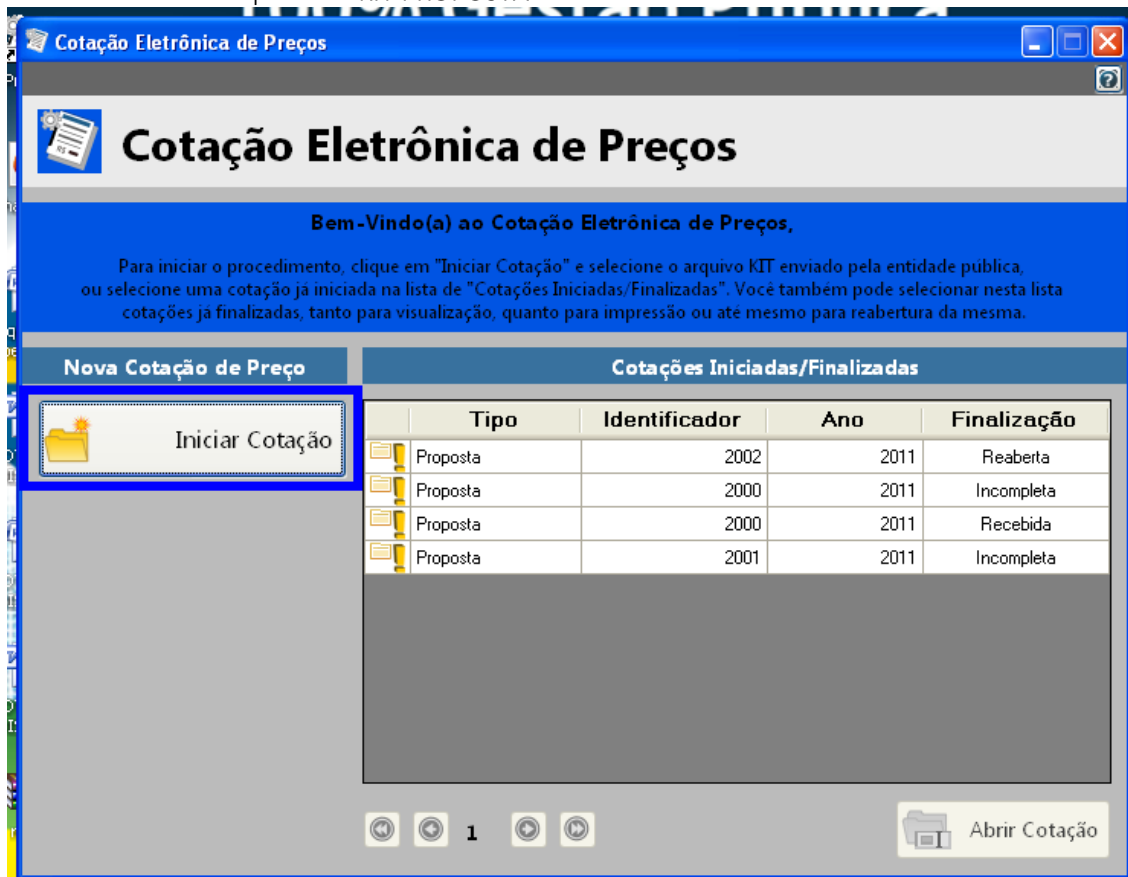 100% Gestão Pública
Cotação Eletrônica de Preços
Cotação Eletrônica de Preços
Bem-Vindo(a) ao Cotação Eletrônica de Preços,
Para iniciar o procedimento, clique em "Iniciar Cotação" e selecione o arquivo KIT enviado pela entidade pública,
ou selecione uma cotação já iniciada na lista de "Cotações Iniciadas/Finalizadas". Você também pode selecionar nesta lista
cotações já finalizadas, tanto para visualização, quanto para impressão ou até mesmo para reabertura da mesma.
Nova Cotação de Preço
Cotações Iniciadas/Finalizadas
Iniciar Cotação
Tipo Identificador Ano Finalização
Proposta 2002 2011 Reaberta
Proposta 2000 2011 Incompleta
Proposta 2000 2011 Recebida
Proposta 2001 2011 Incompleta
1
Abrir Cotação